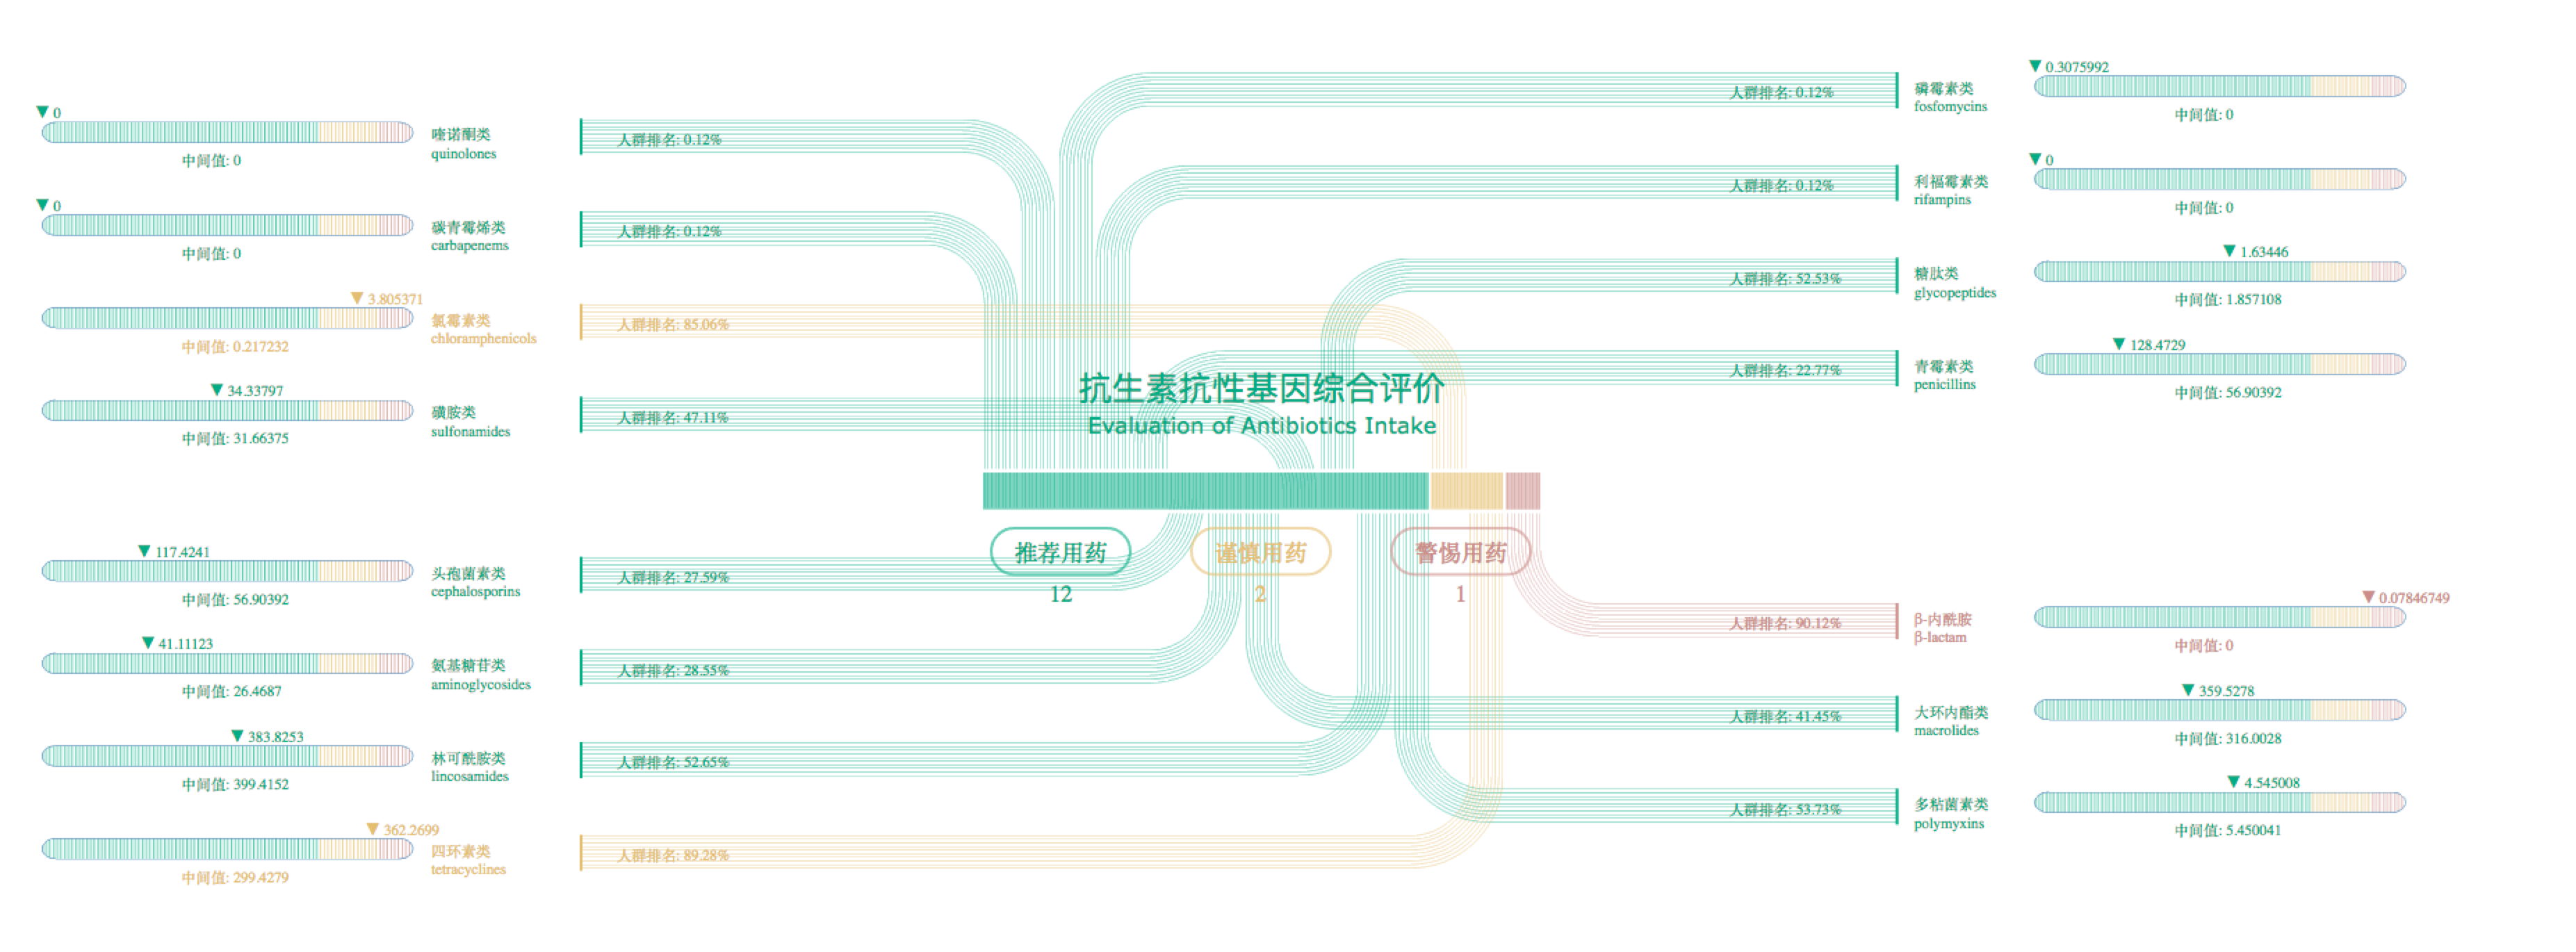 0
喹诺酮类
quinolones
中间值: 0
人群排名: 0.12%
0
碳青霉烯类
carbapenems
中间值: 0
人群排名: 0.12%
3.805371
氯霉素类
chloramphenicols
中间值: 0.217232
人群排名: 85.06%
34.33797
磺胺类
sulfonamides
中间值: 31.66375
人群排名: 47.11%
0.3075992
人群排名: 0.12%
磷霉素类
fosfomycins
中间值: 0
0
人群排名: 0.12%
利福霉素类
rifampins
中间值: 0
1.63446
人群排名: 52.53%
糖肽类
glycopeptides
中间值: 1.857108
128.4729
人群排名: 22.77%
青霉素类
penicillins
中间值: 56.90392
抗生素抗性基因综合评价
Evaluation of Antibiotics Intake
推荐用药
谨慎用药
警惕用药
12
2
1
117.4241
头孢菌素类
cephalosporins
中间值: 56.90392
人群排名: 27.59%
41.11123
氨基糖苷类
aminoglycosides
中间值: 26.4687
人群排名: 28.55%
383.8253
林可酰胺类
lincosamides
中间值: 399.4152
人群排名: 52.65%
362.2699
四环素类
tetracyclines
中间值: 299.4279
人群排名: 89.28%
0.07846749
人群排名: 90.12%
β-内酰胺
β-lactam
中间值: 0
359.5278
人群排名: 41.45%
大环内酯类
macrolides
中间值: 316.0028
4.545008
人群排名: 53.73%
多粘菌素类
polymyxins
中间值: 5.450041